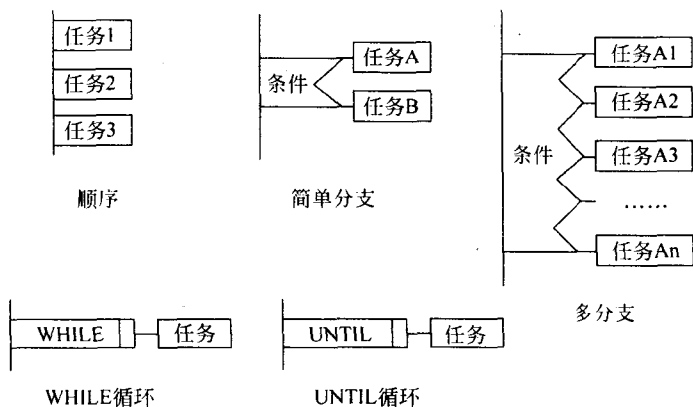 任务1
任务2
任务3
顺序
条件
任务A
任务B
简单分支
条件
任务A1
任务A2
任务A3
……
任务An
多分支
WHILE
任务
WHILE循环
UNTIL
任务
UNTIL循环